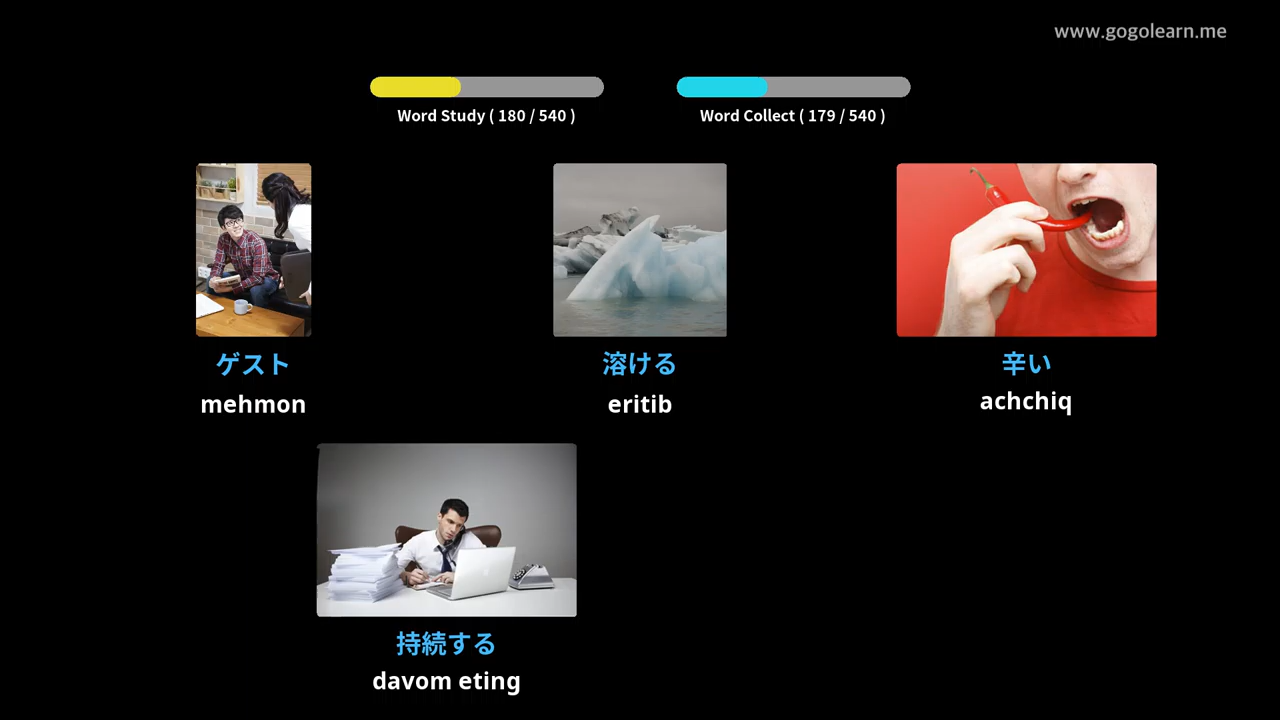 www.gogolearn.me
Word Study ( 180 / 540 )
Word Collect ( 179 / 540 )
ゲスト
溶ける
辛い
mehmon
eritib
achchiq
持続する
davom eting